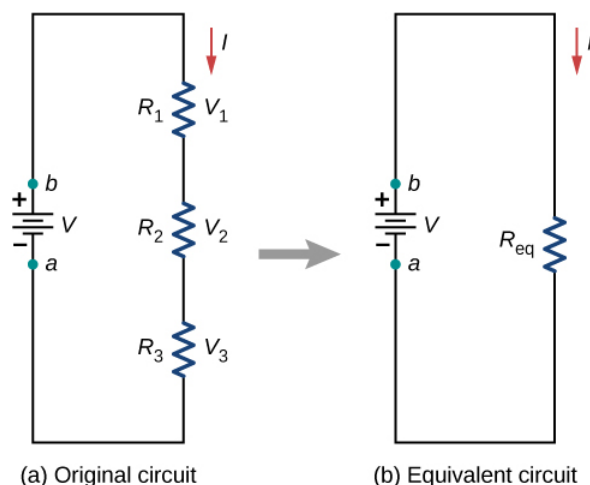 I
R1 V1
b
+
V
−
a
R2 V2
R3 V3
(a) Original circuit
I
b
+
V
−
a
Req
(b) Equivalent circuit